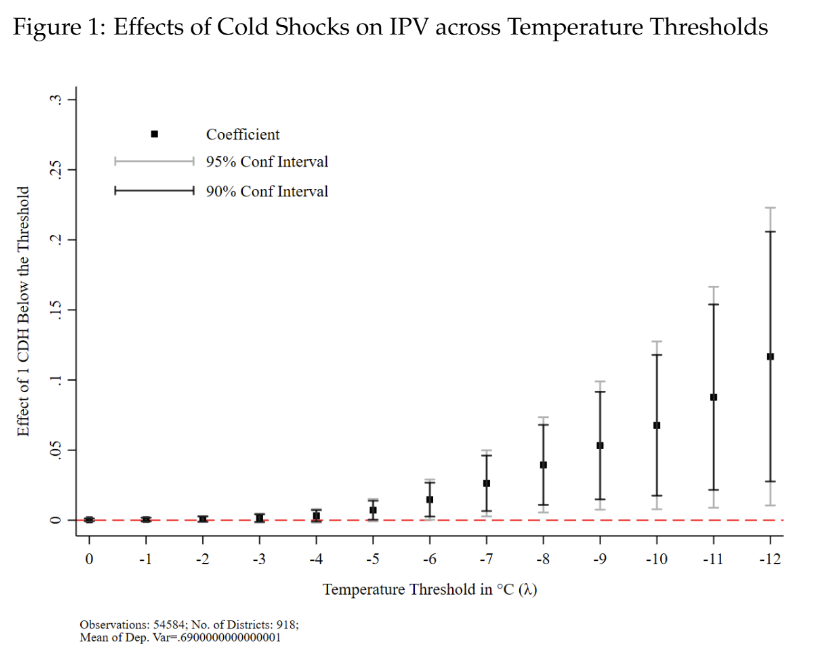 Figure 1: Effects of Cold Shocks on IPV across Temperature Thresholds
.3
.25
.2
.15
.1
.05
0
Effect of 1 CDH Below the Threshold
Coefficient
95% Conf Interval
90% Conf Interval
0 -1 -2 -3 -4 -5 -6 -7 -8 -9 -10 -11 -12
Temperature Threshold in °C (λ)
Observations: 54584; No. of Districts: 918;
Mean of Dep. Var=.6900000000000001